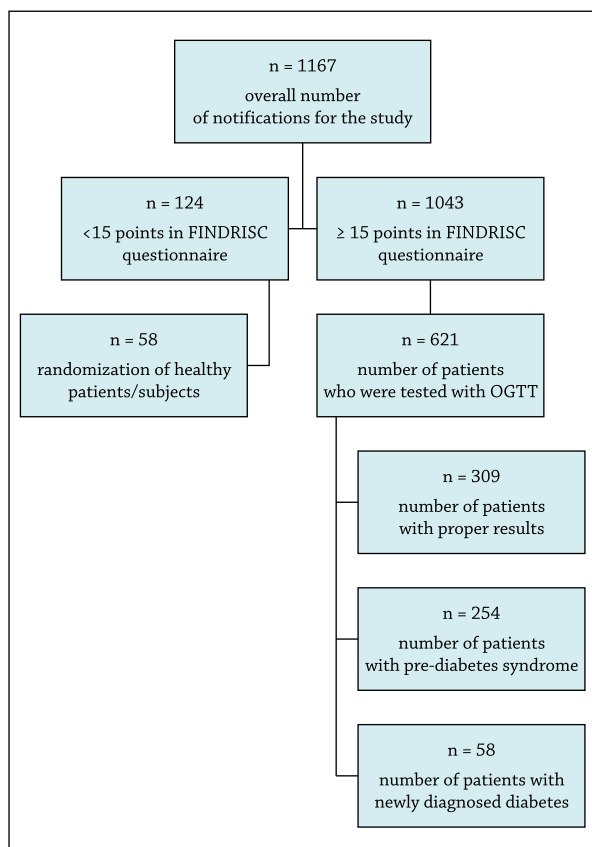 n = 1167
overall number
of notifications for the study
n = 124
<15 points in FINDRISC
questionnaire
n = 1043
≥ 15 points in FINDRISC
questionnaire
n = 58
randomization of healthy
patients/subjects
n = 621
number of patients
who were tested with OGTT
n = 309
number of patients
with proper results
n = 254
number of patients
with pre-diabetes syndrome
n = 58
number of patients with
newly diagnosed diabetes